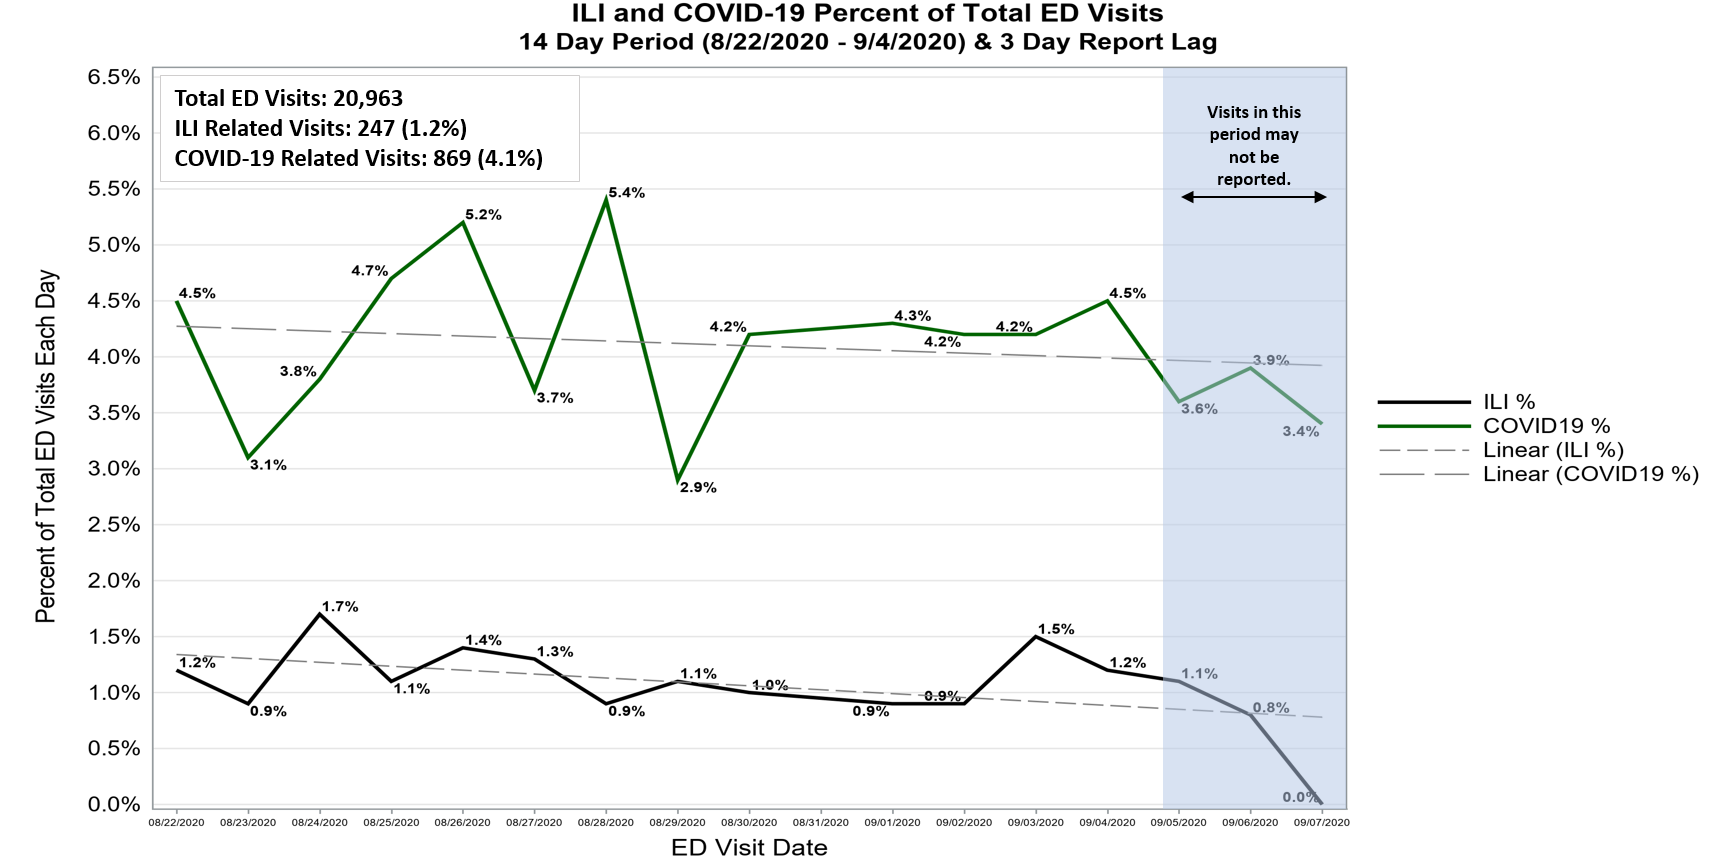 ILI and COVID-19 Percent of Total ED Visits
14 Day Period (8/22/2020 - 9/4/2020) & 3 Day Report Lag
Total ED Visits: 20,963
ILI Related Visits: 247 (1.2%)
COVID-19 Related Visits: 869 (4.1%)
Visits in this
period may
not be
reported.
Percent of Total ED Visits Each Day
6.5%
6.0%
5.5%
5.0%
4.5%
4.0%
3.5%
3.0%
2.5%
2.0%
1.5%
1.0%
0.5%
0.0%
4.5%
3.1%
3.8%
4.7%
5.2%
3.7%
5.4%
2.9%
4.2%
4.3%
4.2%
4.2%
4.5%
3.6%
3.9%
3.4%
1.2%
0.9%
1.7%
1.1%
1.4%
1.3%
0.9%
1.1%
1.0%
0.9%
0.9%
1.5%
1.2%
1.1%
0.8%
0.0%
08/22/2020 08/23/2020 08/24/2020 08/25/2020 08/26/2020 08/27/2020 08/28/2020 08/29/2020 08/30/2020 08/31/2020 09/01/2020 09/02/2020 09/03/2020 09/04/2020 09/05/2020 09/06/2020 09/07/2020
ED Visit Date
ILI %
COVID19 %
Linear (ILI %)
Linear (COVID19 %)